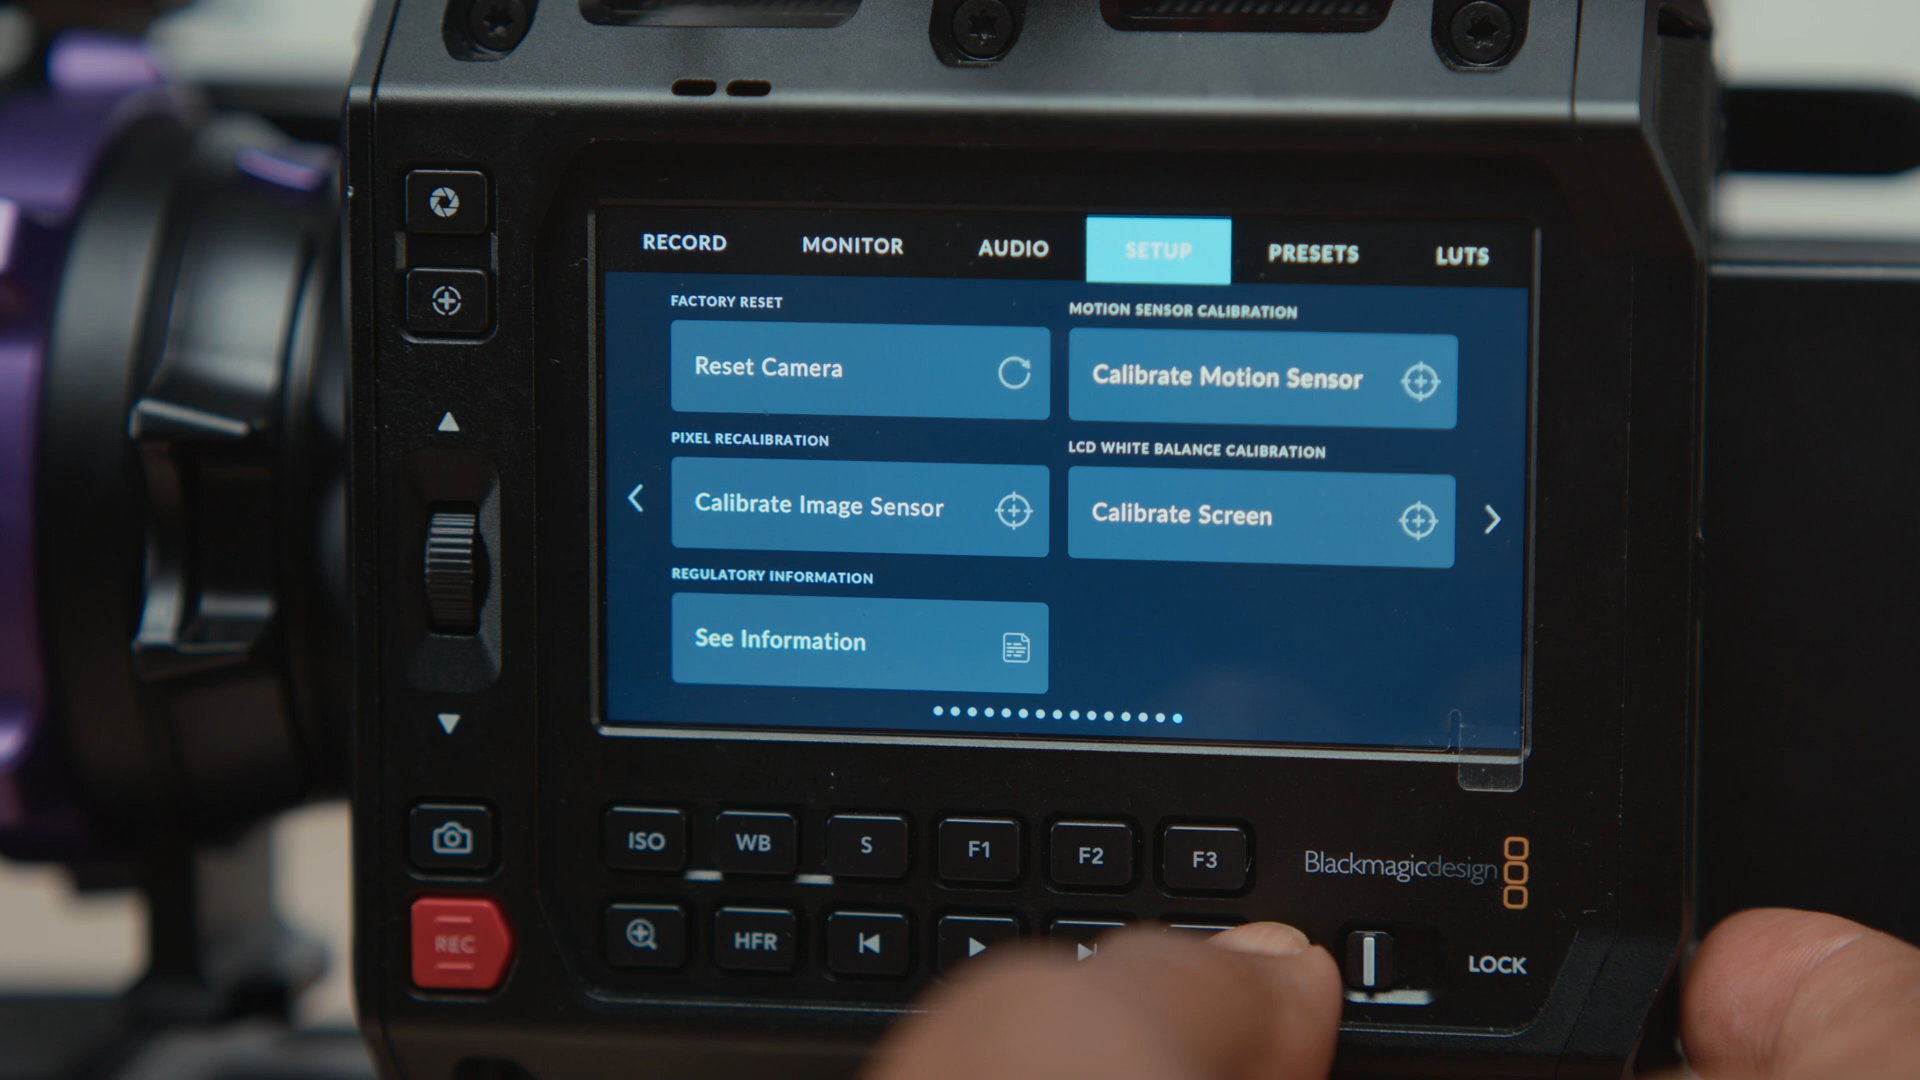 RECORD MONITOR AUDIO SETUP PRESETS LUTS
FACTORY RESET
Reset Camera
MOTION SENSOR CALIBRATION
Calibrate Motion Sensor
PIXEL RECALIBRATION
Calibrate Image Sensor
LCD WHITE BALANCE CALIBRATION
Calibrate Screen
REGULATORY INFORMATION
See Information
ISO WB S F1 F2 F3
Blackmagicdesign
REC
HFR
LOCK